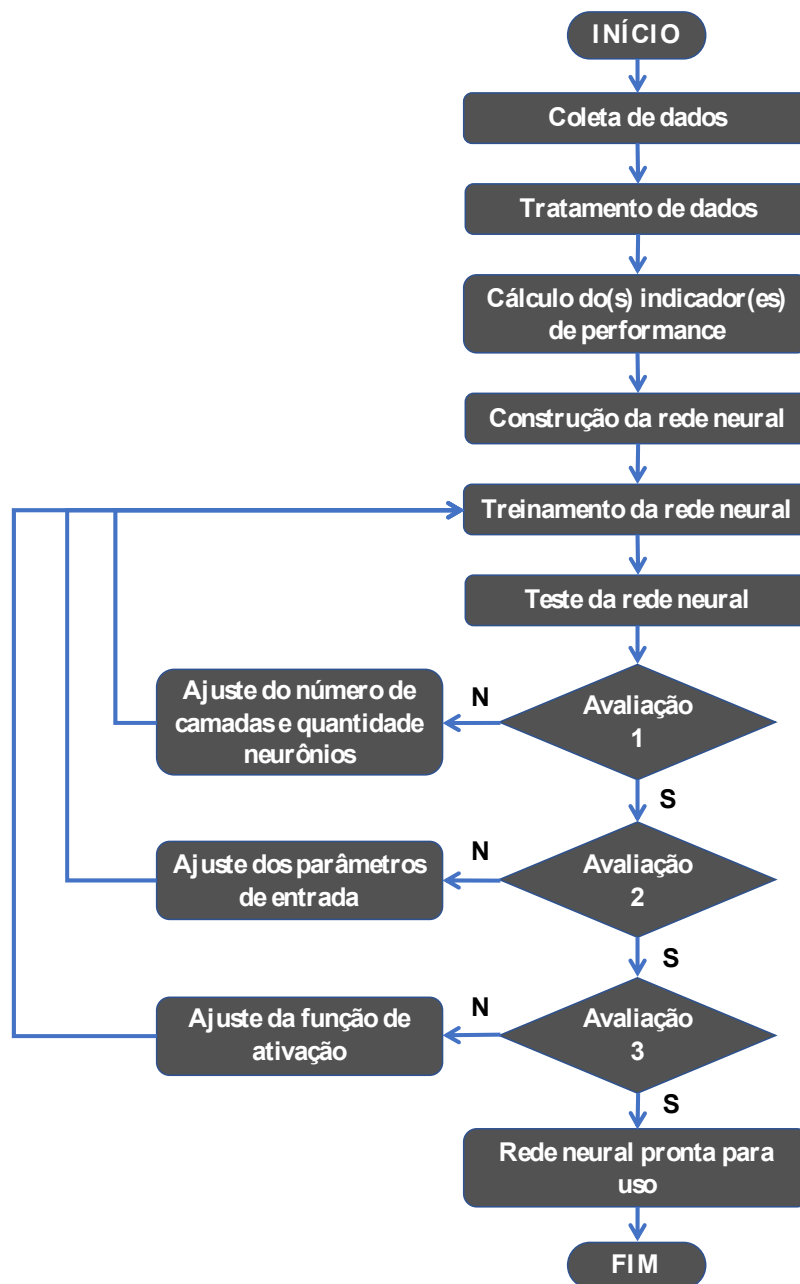 INÍCIO
Coleta de dados
Tratamento de dados
Cálculo do(s) indicador(es)
de performance
Construção da rede neural
Treinamento da rede neural
Teste da rede neural
Avaliação
1
N
Ajuste do número de
camadas e quantidade
neurônios
S
Avaliação
2
N
Ajuste dos parâmetros
de entrada
S
Avaliação
3
N
Ajuste da função de
ativação
S
Rede neural pronta para
uso
FIM